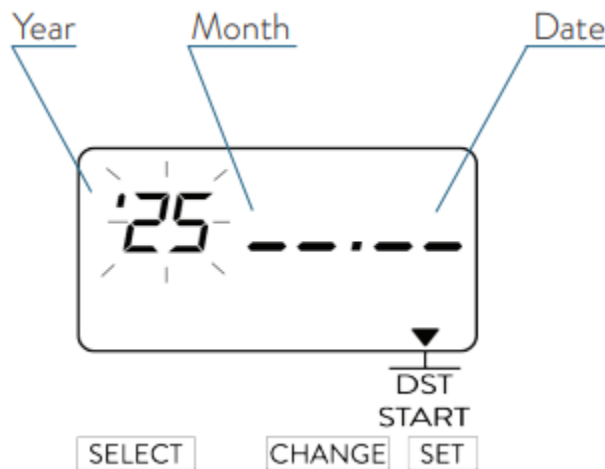 Year Month Date
'25 --.--
DST
START
SELECT CHANGE SET